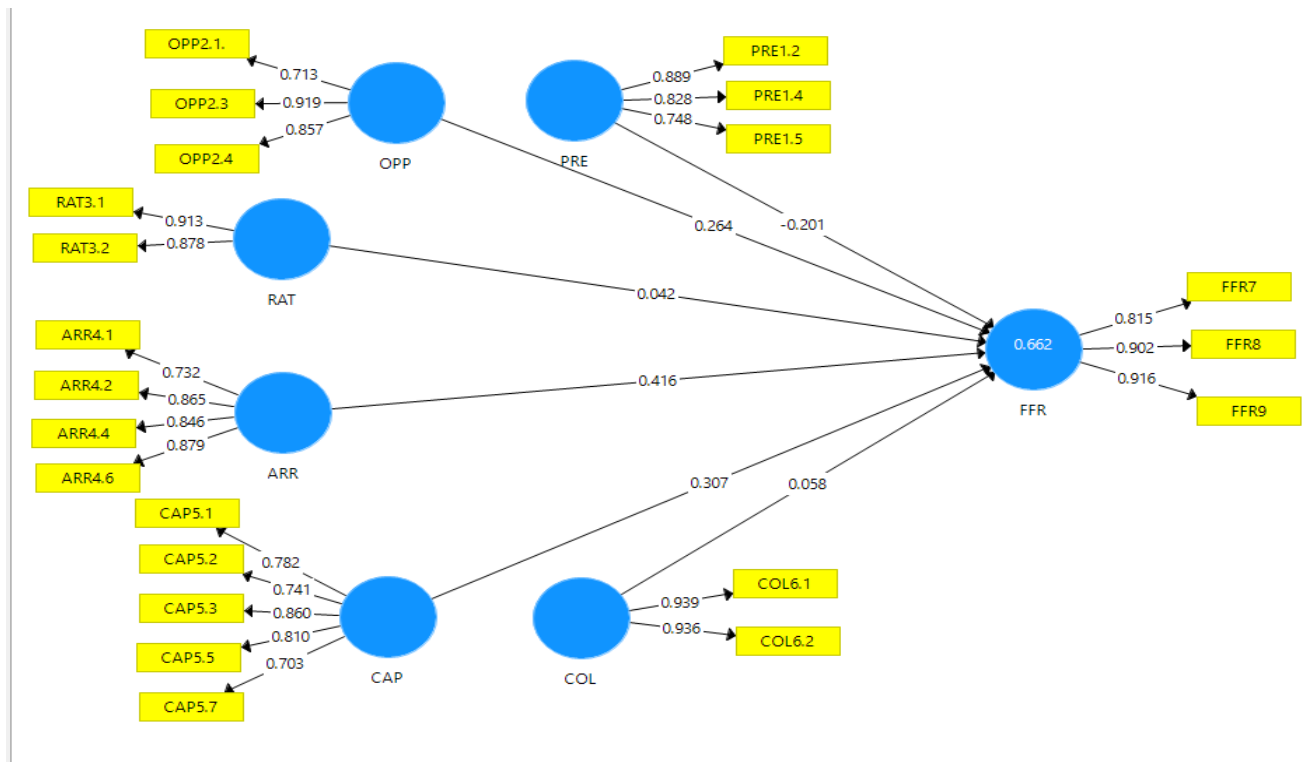 OPP2.1.
0.713
OPP2.3
0.919
OPP2.4
0.857
OPP
PRE1.2
0.889
PRE1.4
0.828
PRE1.5
0.748
PRE
RAT3.1
0.913
RAT3.2
0.878
RAT
0.264
-0.201
0.042
ARR4.1
0.732
ARR4.2
0.865
ARR4.4
0.846
ARR4.6
0.879
ARR
0.416
0.662
FFR
FFR7
0.815
FFR8
0.902
FFR9
0.916
CAP5.1
0.782
CAP5.2
0.741
CAP5.3
0.860
CAP5.5
0.810
CAP5.7
0.703
CAP
0.307
0.058
COL6.1
0.939
COL6.2
0.936
COL